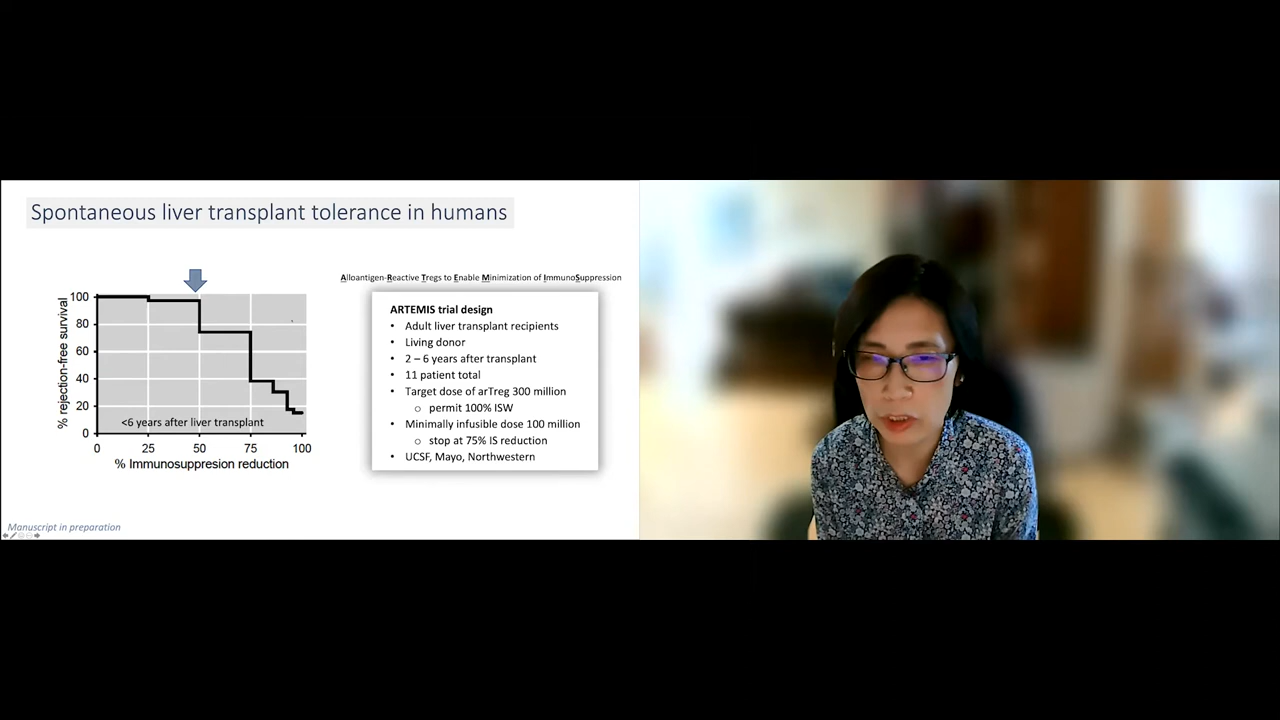 Spontaneous liver transplant tolerance in humans
Alloantigen-Reactive Tregs to Enable Minimization of ImmunoSuppression
% rejection-free survival
100
80
60
40
20
0
<6 years after liver transplant
0 25 50 75 100
% Immunosuppresion reduction
ARTEMIS trial design
• Adult liver transplant recipients
• Living donor
• 2 – 6 years after transplant
• 11 patient total
• Target dose of arTreg 300 million
o permit 100% ISW
• Minimally infusible dose 100 million
o stop at 75% IS reduction
• UCSF, Mayo, Northwestern
Manuscript in preparation